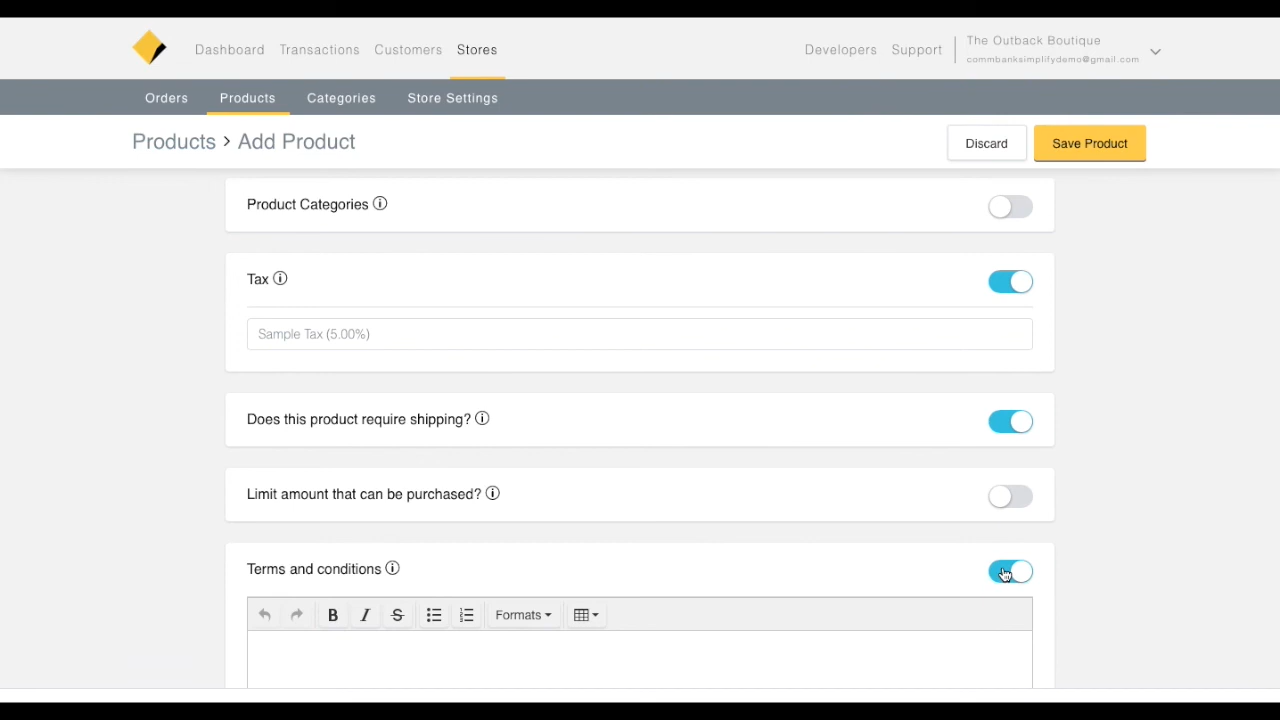 Dashboard Transactions Customers Stores
Developers Support
The Outback Boutique
commbanksimplifydemo@gmail.com
Orders Products Categories Store Settings
Products > Add Product
Discard Save Product
Product Categories
Tax
Sample Tax (5.00%)
Does this product require shipping?
Limit amount that can be purchased?
Terms and conditions
B I S Formats